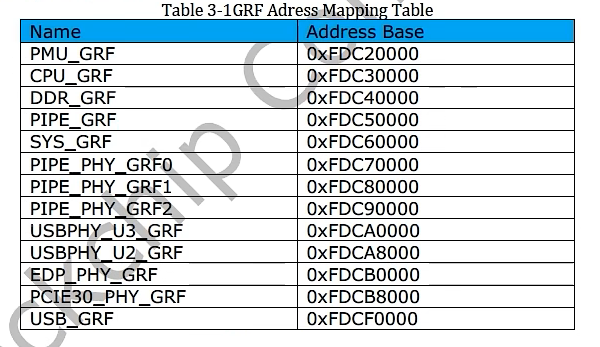 Table 3-1GRF Adress Mapping Table
Name Address Base
PMU_GRF 0xFDC20000
CPU_GRF 0xFDC30000
DDR_GRF 0xFDC40000
PIPE_GRF 0xFDC50000
SYS_GRF 0xFDC60000
PIPE_PHY_GRF0 0xFDC70000
PIPE_PHY_GRF1 0xFDC80000
PIPE_PHY_GRF2 0xFDC90000
USBPHY_U3_GRF 0xFDCA0000
USBPHY_U2_GRF 0xFDCA8000
EDP_PHY_GRF 0xFDCB0000
PCIE30_PHY_GRF 0xFDCB8000
USB_GRF 0xFDCF0000